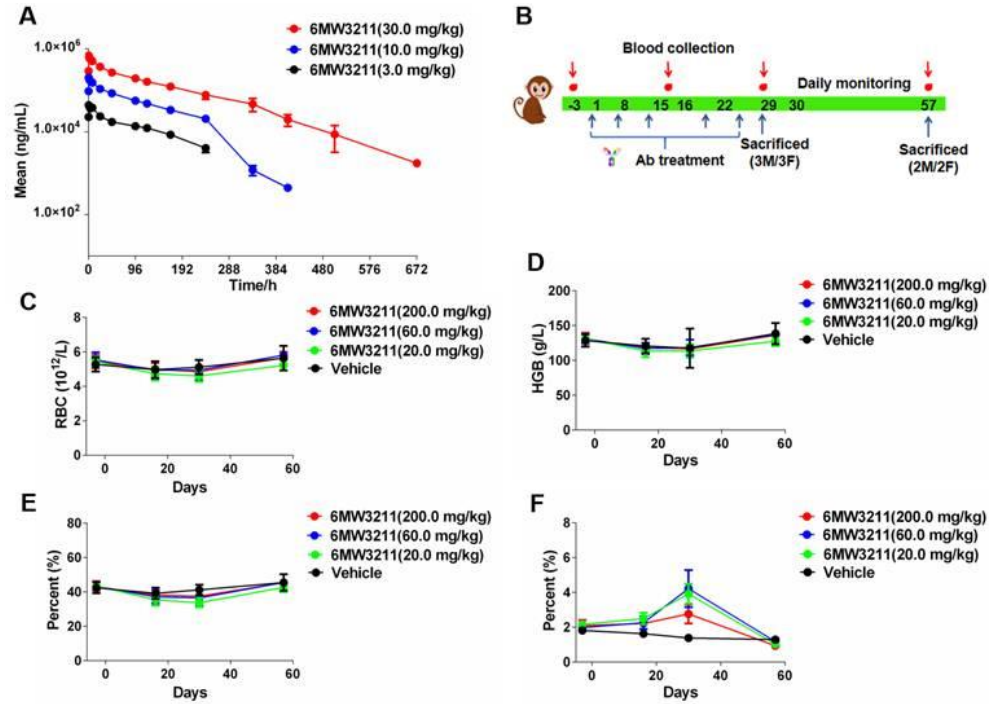 A
6MW3211(30.0 mg/kg)
6MW3211(10.0 mg/kg)
6MW3211(3.0 mg/kg)
Mean (ng/mL)
1.0×10⁶
1.0×10⁴
1.0×10²
0 96 192 288 384 480 576 672
Time/h
B
Blood collection
Daily monitoring
-3 1 8 15 16 22 29 30 57
Ab treatment
Sacrificed
(3M/3F)
Sacrificed
(2M/2F)
C
6MW3211(200.0 mg/kg)
6MW3211(60.0 mg/kg)
6MW3211(20.0 mg/kg)
Vehicle
RBC (10¹²/L)
8
6
4
2
0
0 20 40 60
Days
D
6MW3211(200.0 mg/kg)
6MW3211(60.0 mg/kg)
6MW3211(20.0 mg/kg)
Vehicle
HGB (g/L)
200
150
100
50
0
0 20 40 60
Days
E
6MW3211(200.0 mg/kg)
6MW3211(60.0 mg/kg)
6MW3211(20.0 mg/kg)
Vehicle
Percent (%)
80
60
40
20
0
0 20 40 60
Days
F
6MW3211(200.0 mg/kg)
6MW3211(60.0 mg/kg)
6MW3211(20.0 mg/kg)
Vehicle
Percent (%)
8
6
4
2
0
0 20 40 60
Days